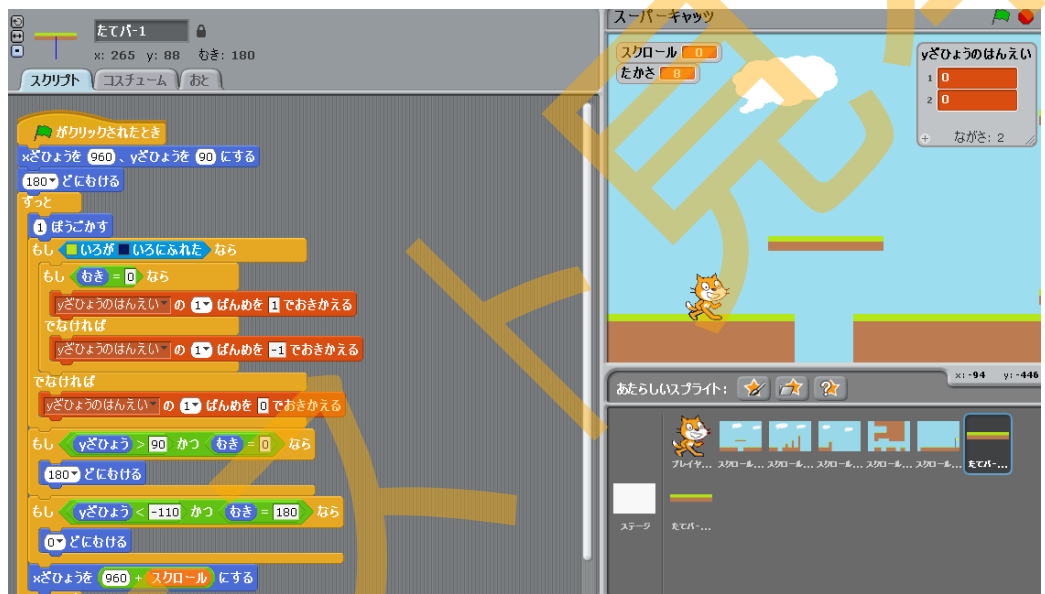 たてバー1
x: 265 y: 88 むき: 180
スクリプト コスチューム おと
がクリックされたとき
xざひょうを 960 、yざひょうを 90 にする
180 どにむける
ずっと
1 ぽうごかす
もし いろが いろにふれた なら
もし むき = 0 なら
yざひょうのはんえい の 1 ばんめを 1 でおきかえる
でなければ
yざひょうのはんえい の 1 ばんめを -1 でおきかえる
でなければ
yざひょうのはんえい の 1 ばんめを 0 でおきかえる
もし yざひょう > 90 かつ むき = 0 なら
180 どにむける
もし yざひょう < -110 かつ むき = 180 なら
0 どにむける
xざひょうを 960 + スクロール にする
スーパーキャッツ
スクロール 0
たかさ 8
yざひょうのはんえい
1 0
2 0
+ ながさ: 2
x: -94 y: -446
あたらしいスプライト:
プレイヤ... スクロール... スクロール... スクロール... スクロール... スクロール... たてバー...
ステージ たてバー...